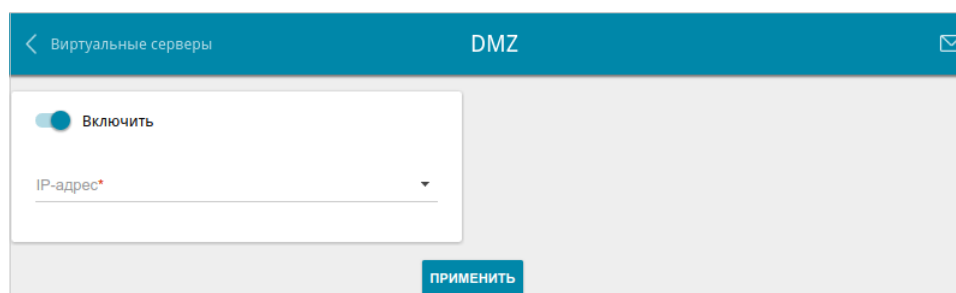 Виртуальные серверы
DMZ
Включить
IP-адрес*
ПРИМЕНИТЬ